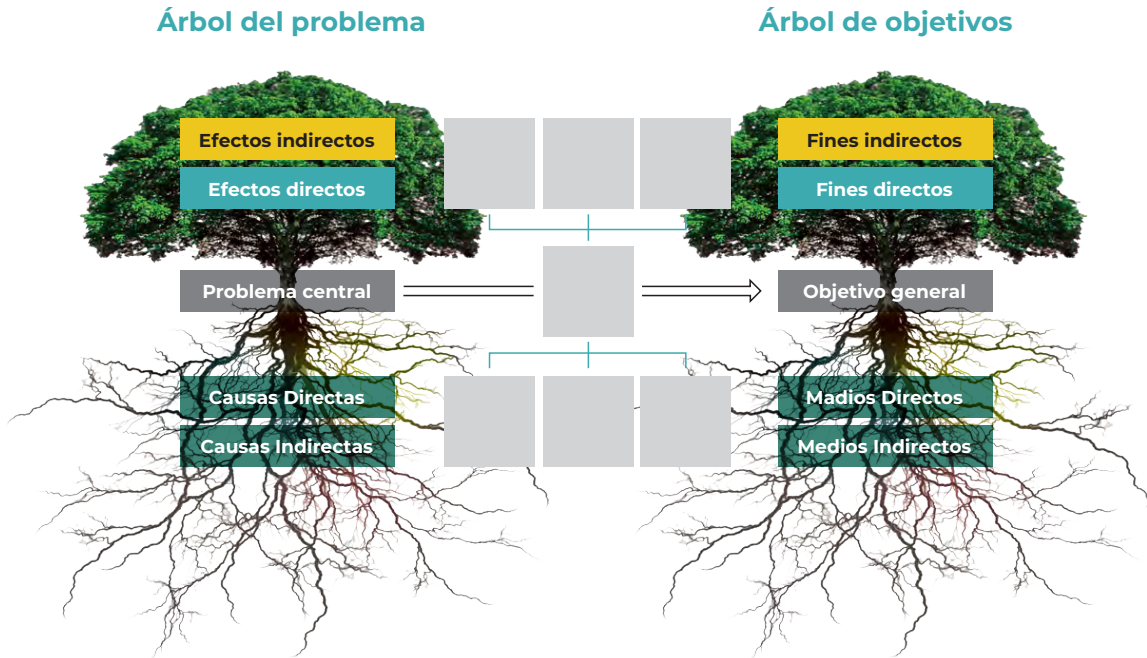 Árbol del problema
Árbol de objetivos
Efectos indirectos
Efectos directos
Problema central
Causas Directas
Causas Indirectas
Fines indirectos
Fines directos
Objetivo general
Madios Directos
Medios Indirectos